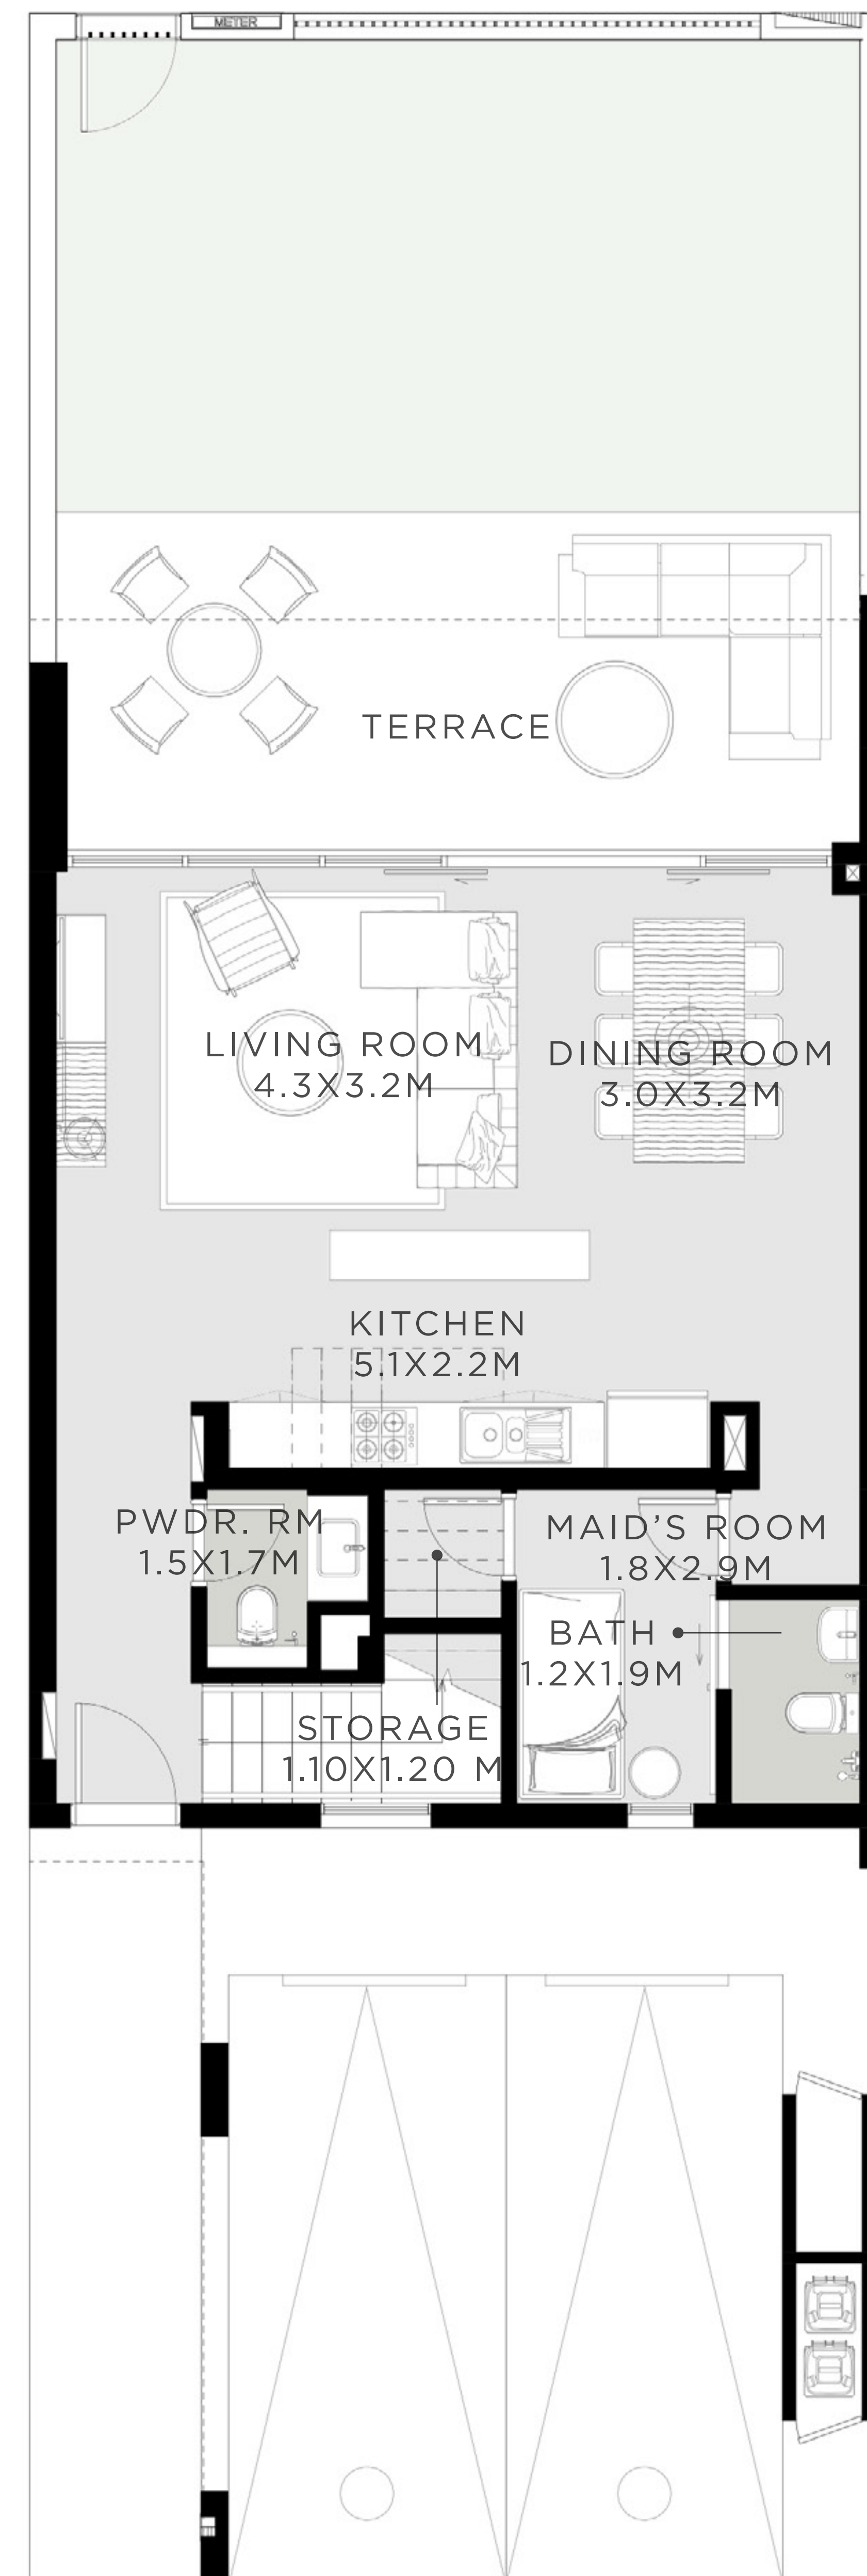 METER
TERRACE
LIVING ROOM
4.3X3.2M
DINING ROOM
3.0X3.2M
KITCHEN
5.1X2.2M
PWDR. RM
1.5X1.7M
MAID'S ROOM
1.8X2.9M
BATH
1.2X1.9M
STORAGE
1.10X1.20 M